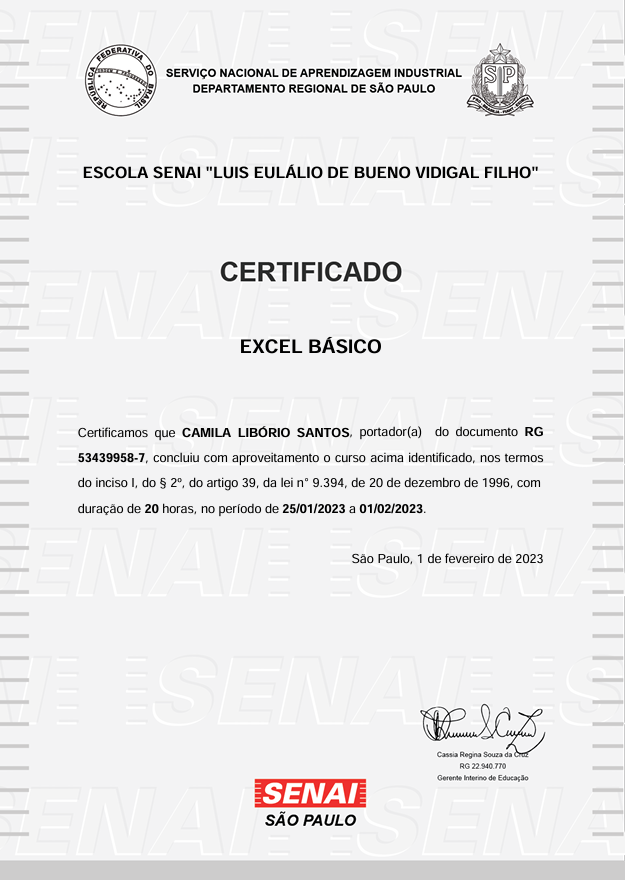 REPÚBLICA FEDERATIVA DO BRASIL
SERVIÇO NACIONAL DE APRENDIZAGEM INDUSTRIAL
DEPARTAMENTO REGIONAL DE SÃO PAULO
SP
ESCOLA SENAI "LUIS EULÁLIO DE BUENO VIDIGAL FILHO"
CERTIFICADO
EXCEL BÁSICO
Certificamos que CAMILA LIBÓRIO SANTOS, portador(a) do documento RG
53439958-7, concluiu com aproveitamento o curso acima identificado, nos termos
do inciso I, do § 2º, do artigo 39, da lei n° 9.394, de 20 de dezembro de 1996, com
duração de 20 horas, no período de 25/01/2023 a 01/02/2023.
São Paulo, 1 de fevereiro de 2023
Cassia Regina Souza da Cruz
RG 22.940.770
Gerente Interino de Educação
SENAI
SÃO PAULO